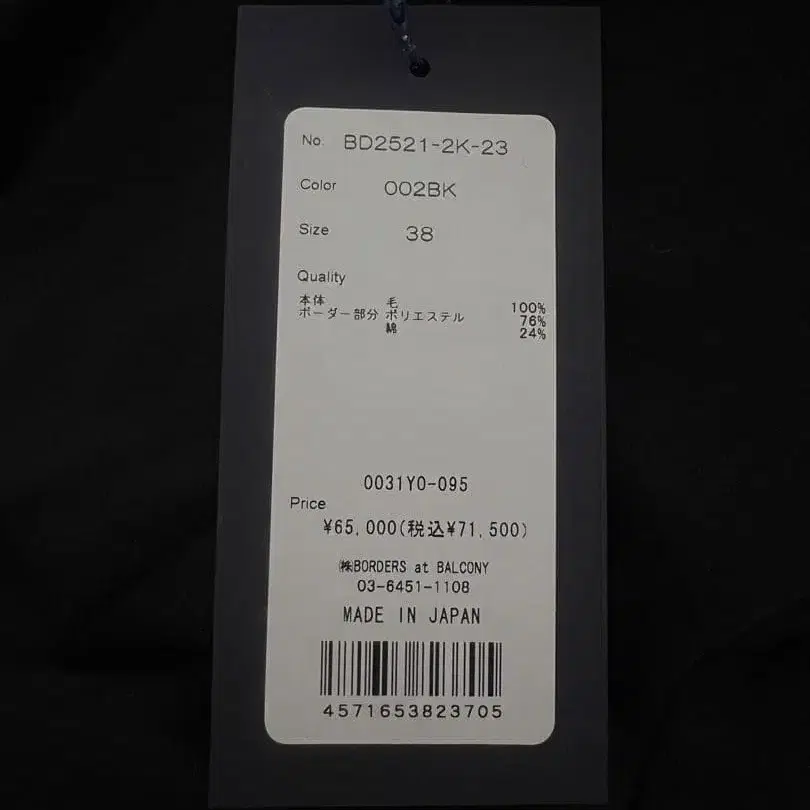 No. BD2521-2K-23
Color 002BK
Size 38
Quality
本体 毛 100%
ボーダー部分 ポリエステル 76%
綿 24%
0031Y0-095
Price
¥65,000(税込¥71,500)
㈱BORDERS at BALCONY
03-6451-1108
MADE IN JAPAN
4571653823705